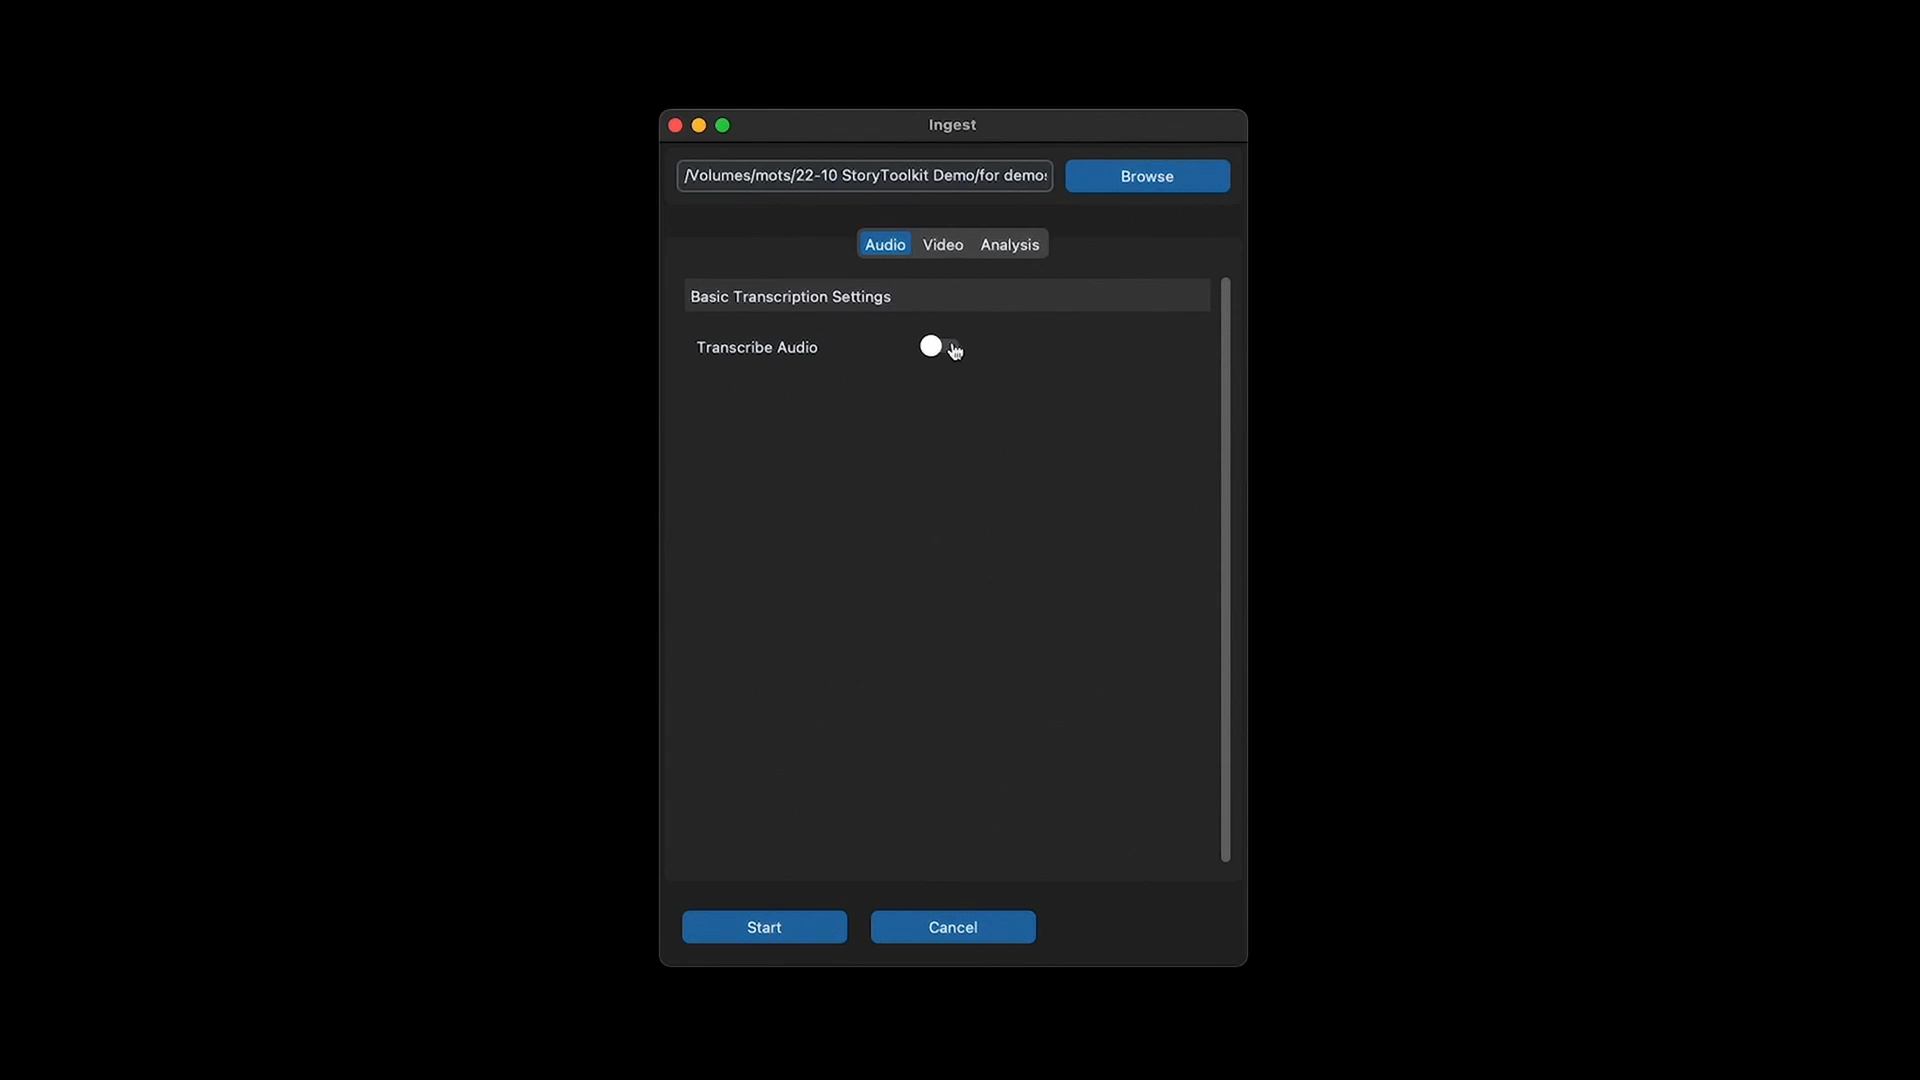 Ingest
/Volumes/mots/22-10 StoryToolkit Demo/for demo
Browse
Audio Video Analysis
Basic Transcription Settings
Transcribe Audio
Start Cancel